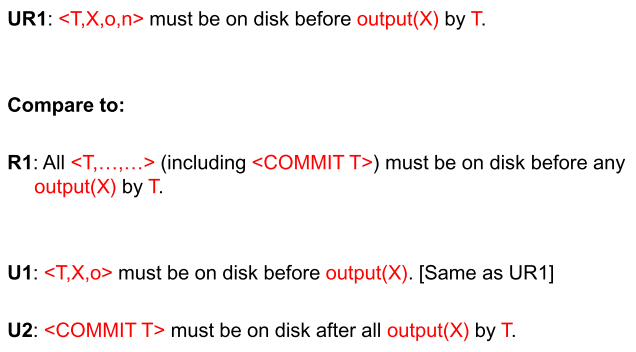 UR1: <T,X,o,n> must be on disk before output(X) by T.
Compare to:
R1: All <T,…,…> (including <COMMIT T>) must be on disk before any
output(X) by T.
U1: <T,X,o> must be on disk before output(X). [Same as UR1]
U2: <COMMIT T> must be on disk after all output(X) by T.